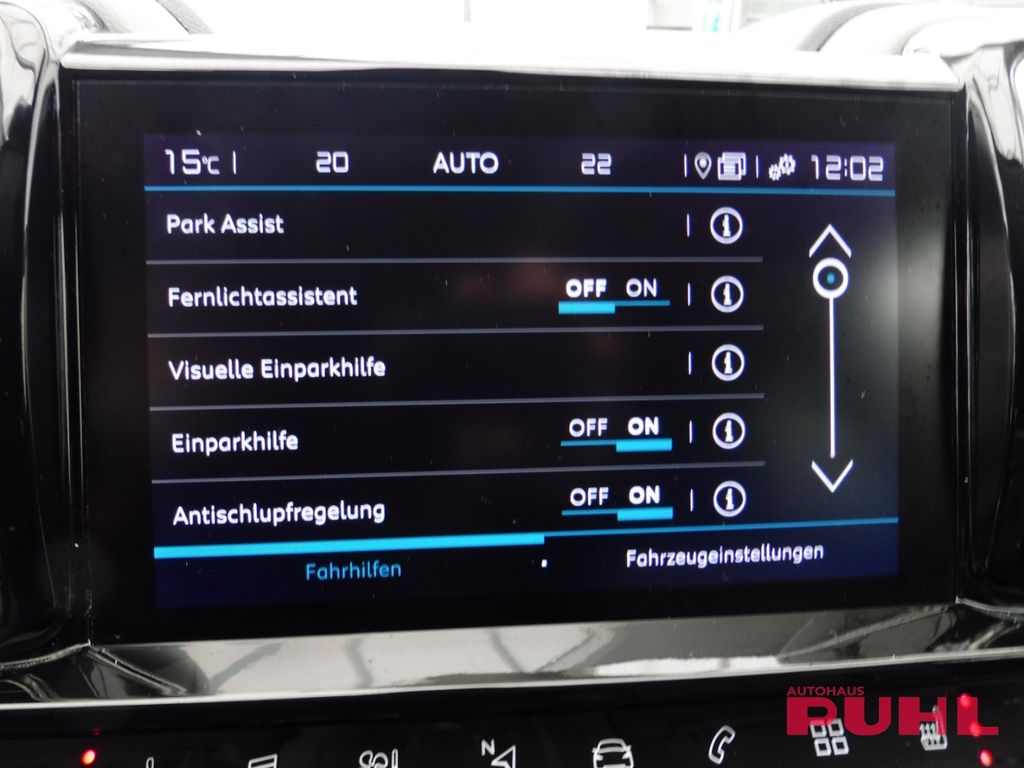 15°C 20 AUTO 22 12:02
Park Assist
Fernlichtassistent OFF ON
Visuelle Einparkhilfe
Einparkhilfe OFF ON
Antischlupfregelung OFF ON
Fahrhilfen Fahrzeugeinstellungen
AUTOHAUS
PUHL
N